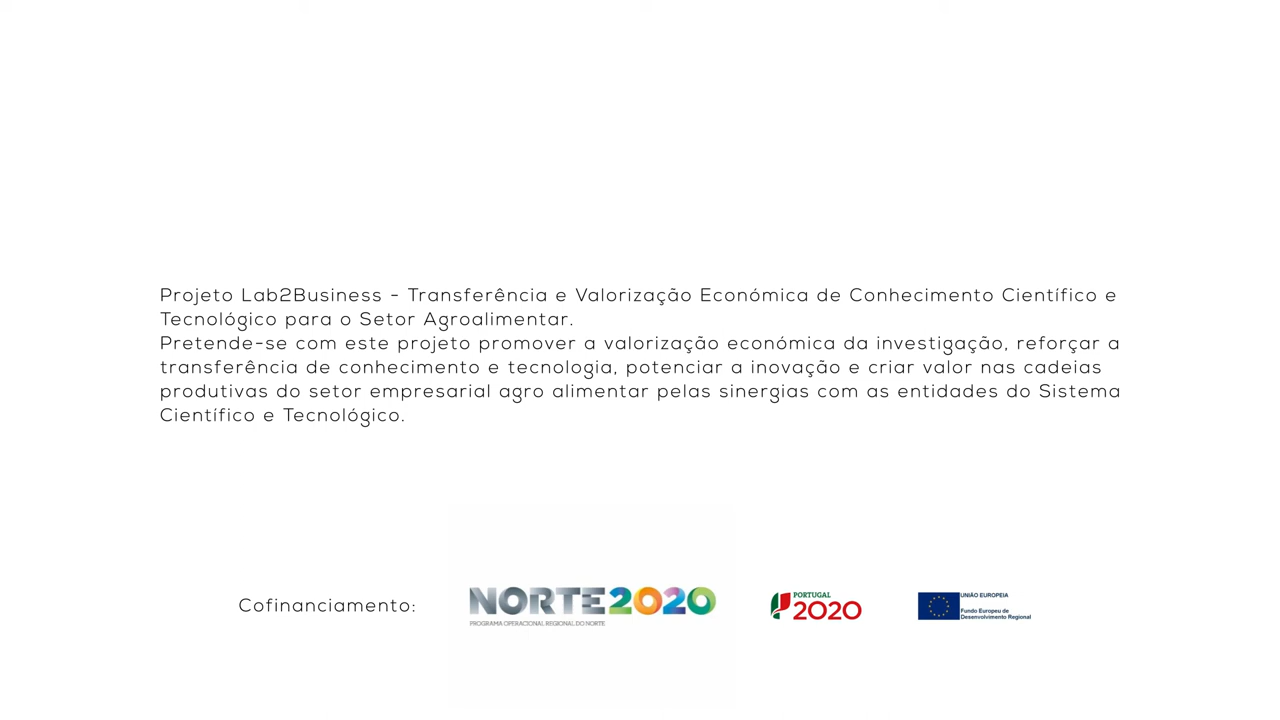 Projeto Lab2Business - Transferência e Valorização Económica de Conhecimento Científico e
Tecnológico para o Setor Agroalimentar.
Pretende-se com este projeto promover a valorização económica da investigação, reforçar a
transferência de conhecimento e tecnologia, potenciar a inovação e criar valor nas cadeias
produtivas do setor empresarial agro alimentar pelas sinergias com as entidades do Sistema
Científico e Tecnológico.
Cofinanciamento:
NORTE2020
PROGRAMA OPERACIONAL REGIONAL DO NORTE
PORTUGAL
2020
UNIÃO EUROPEIA
Fundo Europeu de
Desenvolvimento Regional